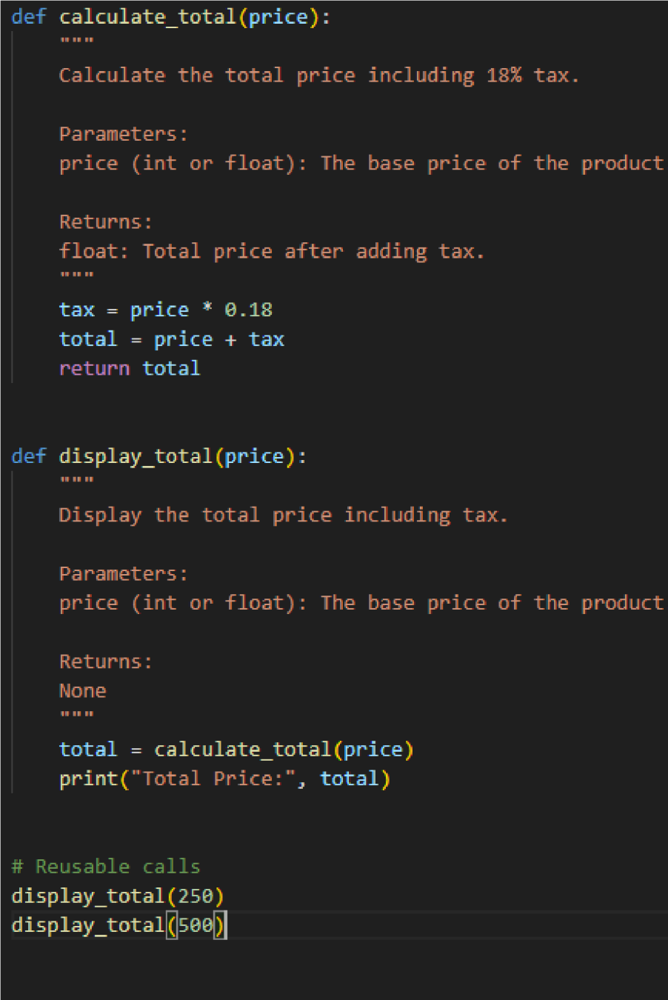 def calculate_total(price):
    """
    Calculate the total price including 18% tax.

    Parameters:
    price (int or float): The base price of the product

    Returns:
    float: Total price after adding tax.
    """
    tax = price * 0.18
    total = price + tax
    return total


def display_total(price):
    """
    Display the total price including tax.

    Parameters:
    price (int or float): The base price of the product

    Returns:
    None
    """
    total = calculate_total(price)
    print("Total Price:", total)


# Reusable calls
display_total(250)
display_total(500)